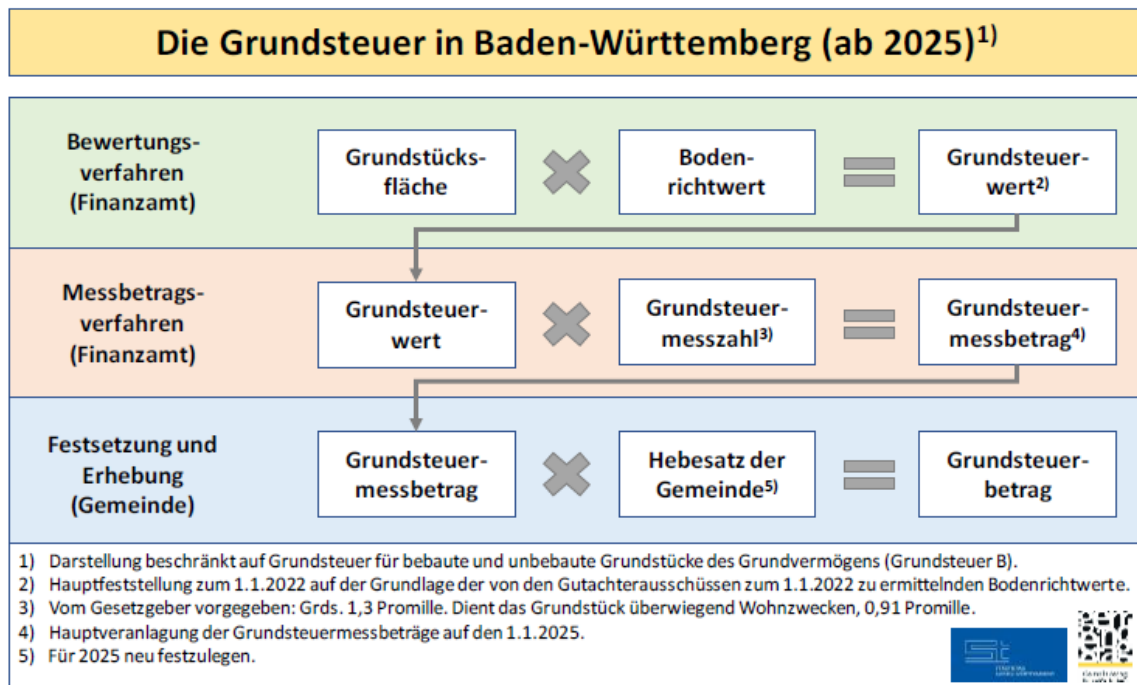 Die Grundsteuer in Baden-Württemberg (ab 2025)1)
Bewertungs-
verfahren
(Finanzamt)
Grundstücks-
fläche
Boden-
richtwert
Grundsteuer-
wert2)
Messbetrags-
verfahren
(Finanzamt)
Grundsteuer-
wert
Grundsteuer-
messzahl3)
Grundsteuer-
messbetrag4)
Festsetzung und
Erhebung
(Gemeinde)
Grundsteuer-
messbetrag
Hebesatz der
Gemeinde5)
Grundsteuer-
betrag
1) Darstellung beschränkt auf Grundsteuer für bebaute und unbebaute Grundstücke des Grundvermögens (Grundsteuer B).
2) Hauptfeststellung zum 1.1.2022 auf der Grundlage der von den Gutachterausschüssen zum 1.1.2022 zu ermittelnden Bodenrichtwerte.
3) Vom Gesetzgeber vorgegeben: Grds. 1,3 Promille. Dient das Grundstück überwiegend Wohnzwecken, 0,91 Promille.
4) Hauptveranlagung der Grundsteuermessbeträge auf den 1.1.2025.
5) Für 2025 neu festzulegen.